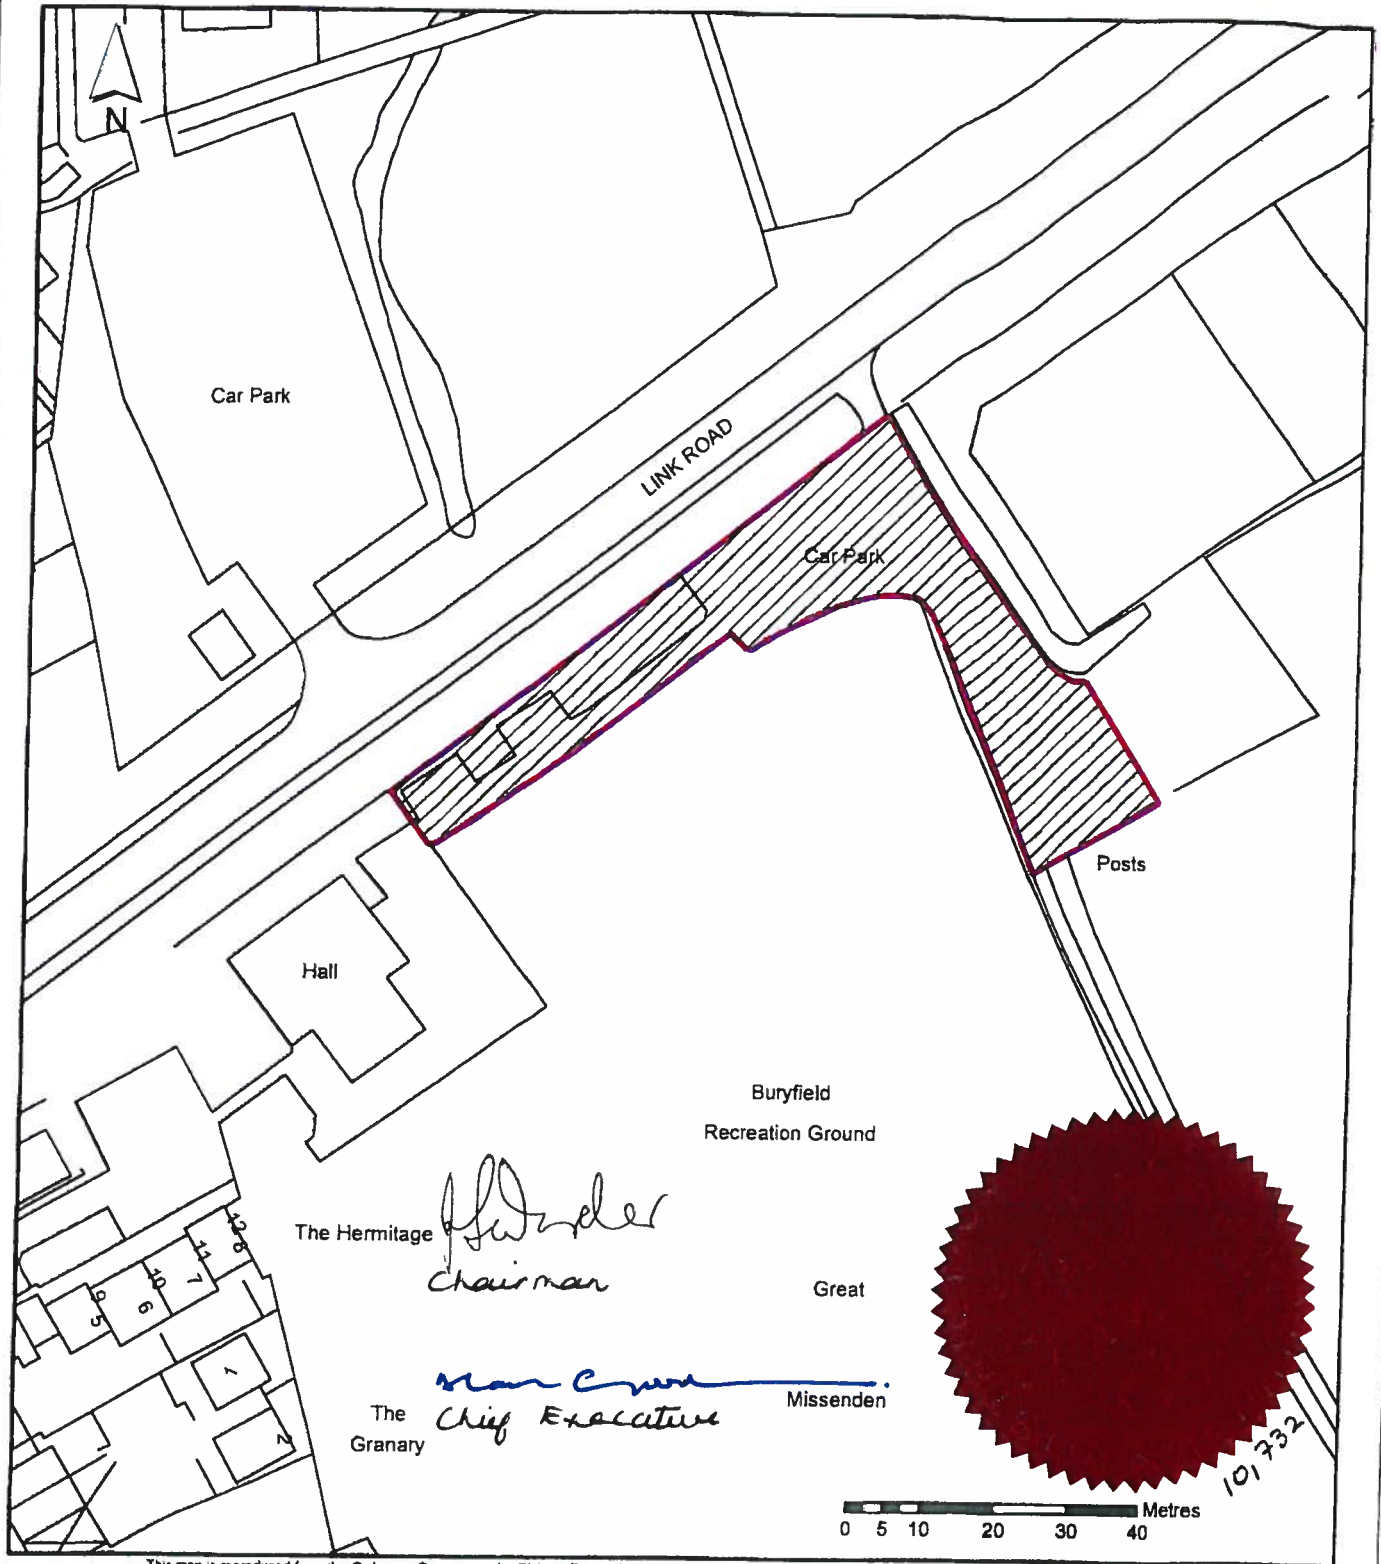 N
Car Park
LINK ROAD
Car Park
Posts
Hall
Buryfield
Recreation Ground
The Hermitage
Chairman
Great
12
8
11
7
10
6
9
5
1
2
Missenden
The
Granary
Chief Executive
101,732
Metres
0 5 10 20 30 40